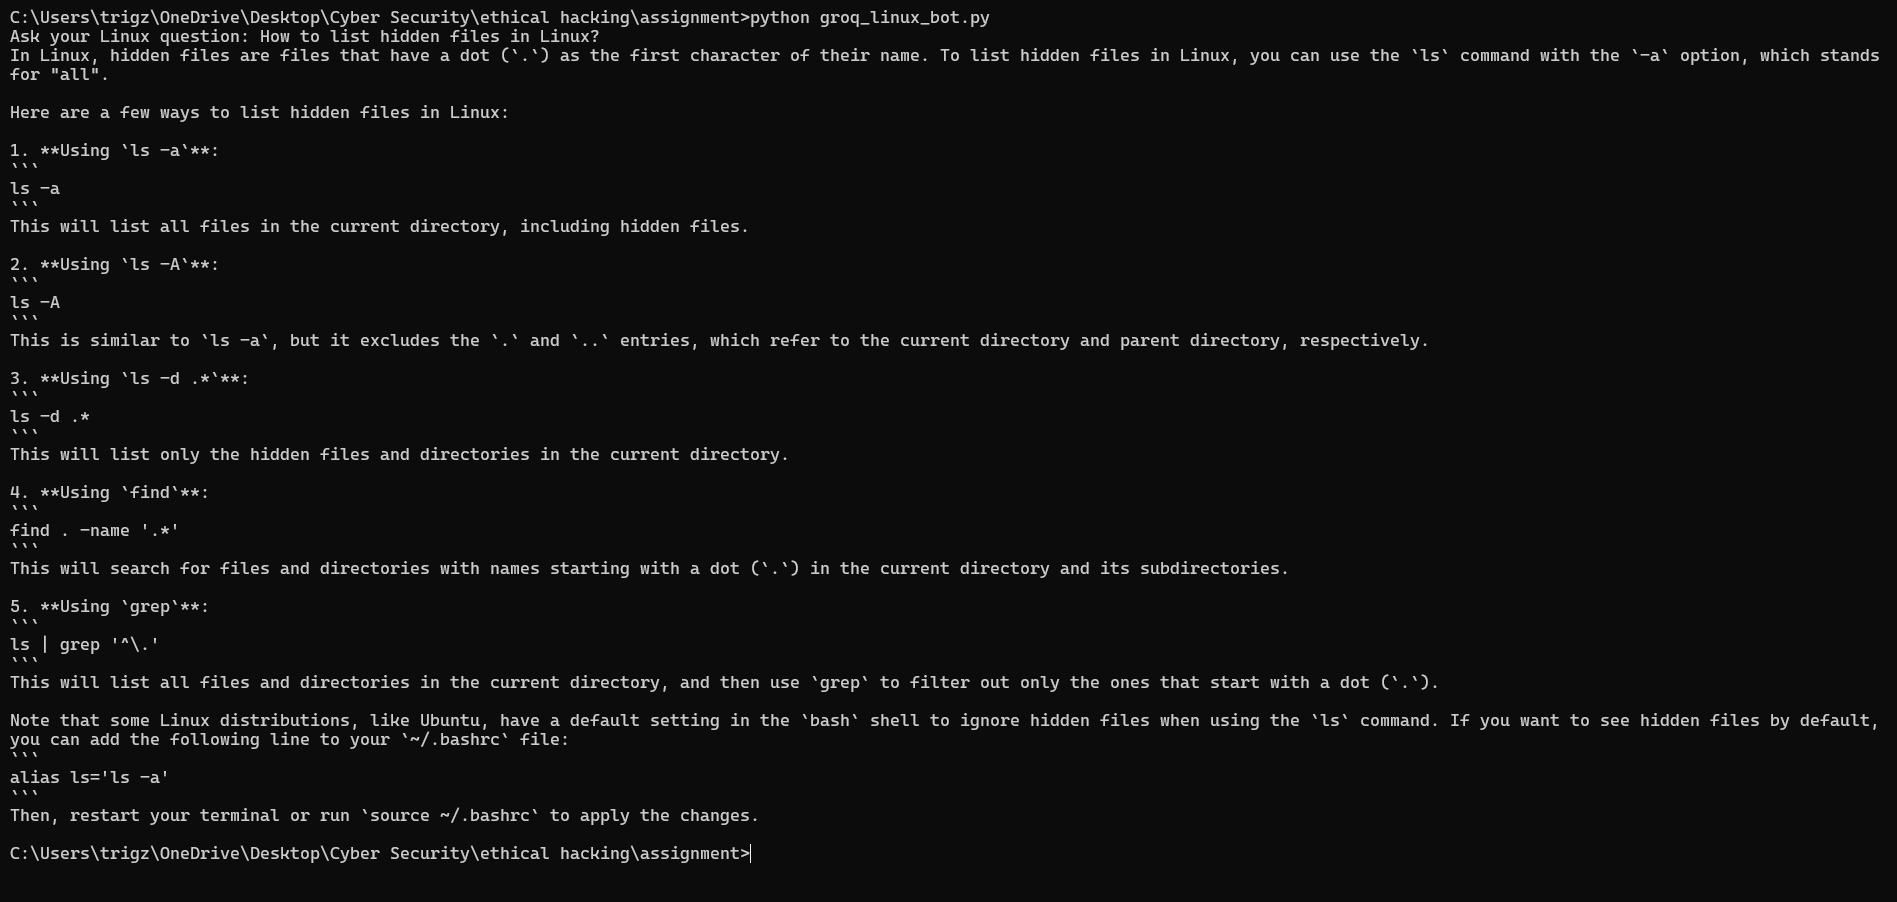 C:\Users\trigz\OneDrive\Desktop\Cyber Security\ethical hacking\assignment>python groq_linux_bot.py
Ask your Linux question: How to list hidden files in Linux?
In Linux, hidden files are files that have a dot (`.`) as the first character of their name. To list hidden files in Linux, you can use the `ls` command with the `-a` option, which stands
for "all".

Here are a few ways to list hidden files in Linux:

1. **Using `ls -a`**:
```
ls -a
```
This will list all files in the current directory, including hidden files.

2. **Using `ls -A`**:
```
ls -A
```
This is similar to `ls -a`, but it excludes the `.` and `..` entries, which refer to the current directory and parent directory, respectively.

3. **Using `ls -d .*`**:
```
ls -d .*
```
This will list only the hidden files and directories in the current directory.

4. **Using `find`**:
```
find . -name '.*'
```
This will search for files and directories with names starting with a dot (`.`) in the current directory and its subdirectories.

5. **Using `grep`**:
```
ls | grep '^\.'
```
This will list all files and directories in the current directory, and then use `grep` to filter out only the ones that start with a dot (`.`).

Note that some Linux distributions, like Ubuntu, have a default setting in the `bash` shell to ignore hidden files when using the `ls` command. If you want to see hidden files by default,
you can add the following line to your `~/.bashrc` file:
```
alias ls='ls -a'
```
Then, restart your terminal or run `source ~/.bashrc` to apply the changes.

C:\Users\trigz\OneDrive\Desktop\Cyber Security\ethical hacking\assignment>